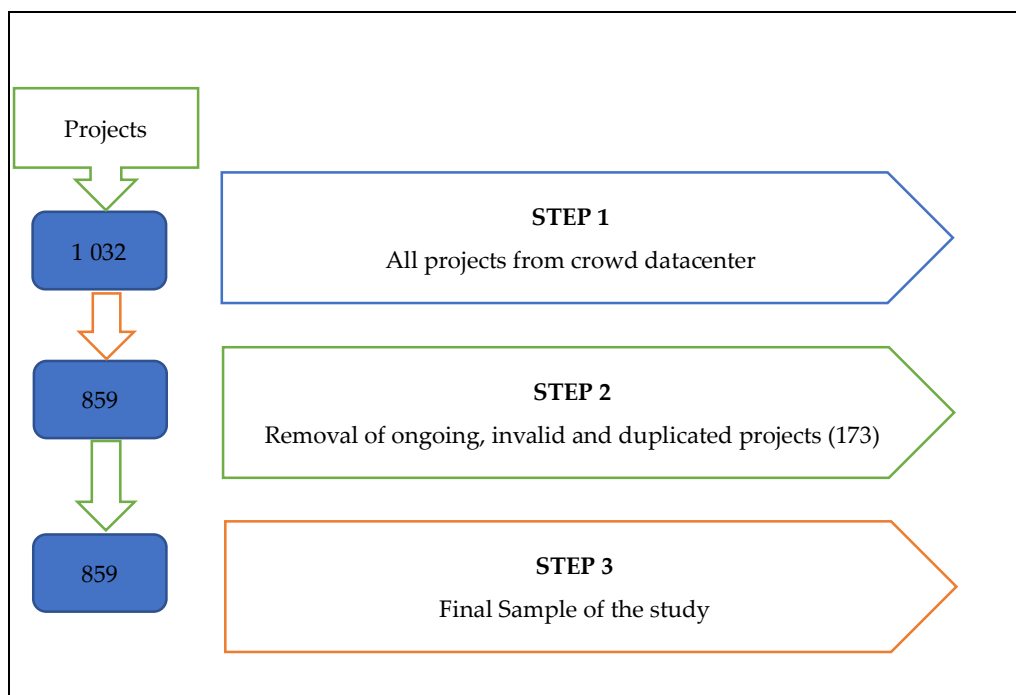 Projects
1 032
STEP 1
All projects from crowd datacenter
859
STEP 2
Removal of ongoing, invalid and duplicated projects (173)
859
STEP 3
Final Sample of the study